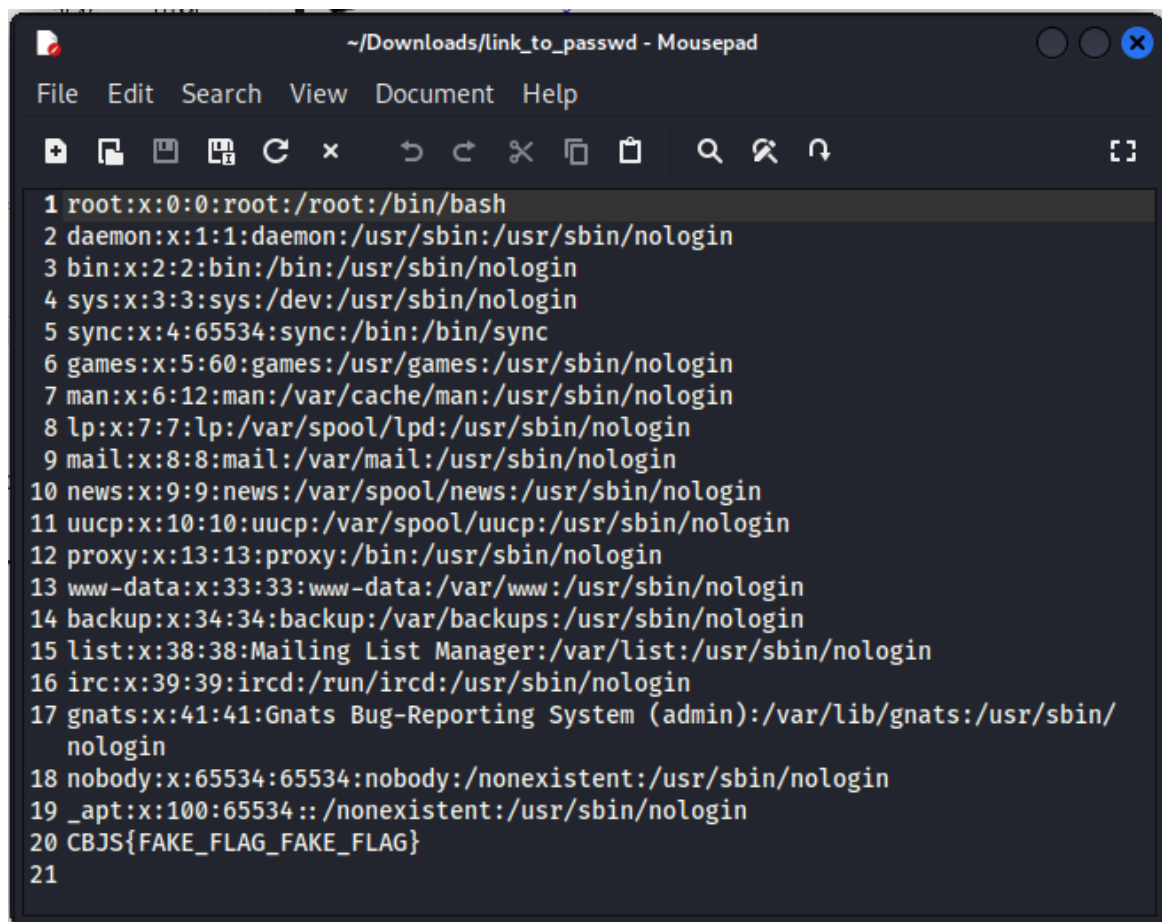 ~/Downloads/link_to_passwd - Mousepad
File Edit Search View Document Help
1 root:x:0:0:root:/root:/bin/bash
2 daemon:x:1:1:daemon:/usr/sbin:/usr/sbin/nologin
3 bin:x:2:2:bin:/bin:/usr/sbin/nologin
4 sys:x:3:3:sys:/dev:/usr/sbin/nologin
5 sync:x:4:65534:sync:/bin:/bin/sync
6 games:x:5:60:games:/usr/games:/usr/sbin/nologin
7 man:x:6:12:man:/var/cache/man:/usr/sbin/nologin
8 lp:x:7:7:lp:/var/spool/lpd:/usr/sbin/nologin
9 mail:x:8:8:mail:/var/mail:/usr/sbin/nologin
10 news:x:9:9:news:/var/spool/news:/usr/sbin/nologin
11 uucp:x:10:10:uucp:/var/spool/uucp:/usr/sbin/nologin
12 proxy:x:13:13:proxy:/bin:/usr/sbin/nologin
13 www-data:x:33:33:www-data:/var/www:/usr/sbin/nologin
14 backup:x:34:34:backup:/var/backups:/usr/sbin/nologin
15 list:x:38:38:Mailing List Manager:/var/list:/usr/sbin/nologin
16 irc:x:39:39:ircd:/run/ircd:/usr/sbin/nologin
17 gnats:x:41:41:Gnats Bug-Reporting System (admin):/var/lib/gnats:/usr/sbin/
nologin
18 nobody:x:65534:65534:nobody:/nonexistent:/usr/sbin/nologin
19 _apt:x:100:65534::/nonexistent:/usr/sbin/nologin
20 CBJS{FAKE_FLAG_FAKE_FLAG}
21